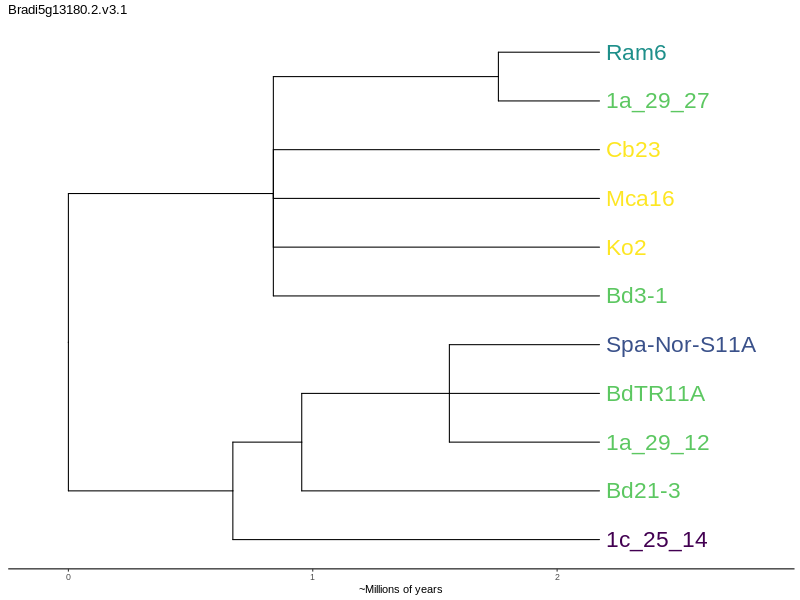 Bradi5g13180.2.v3.1
Ram6
1a_29_27
Cb23
Mca16
Ko2
Bd3-1
Spa-Nor-S11A
BdTR11A
1a_29_12
Bd21-3
1c_25_14
0 1 2
~Millions of years